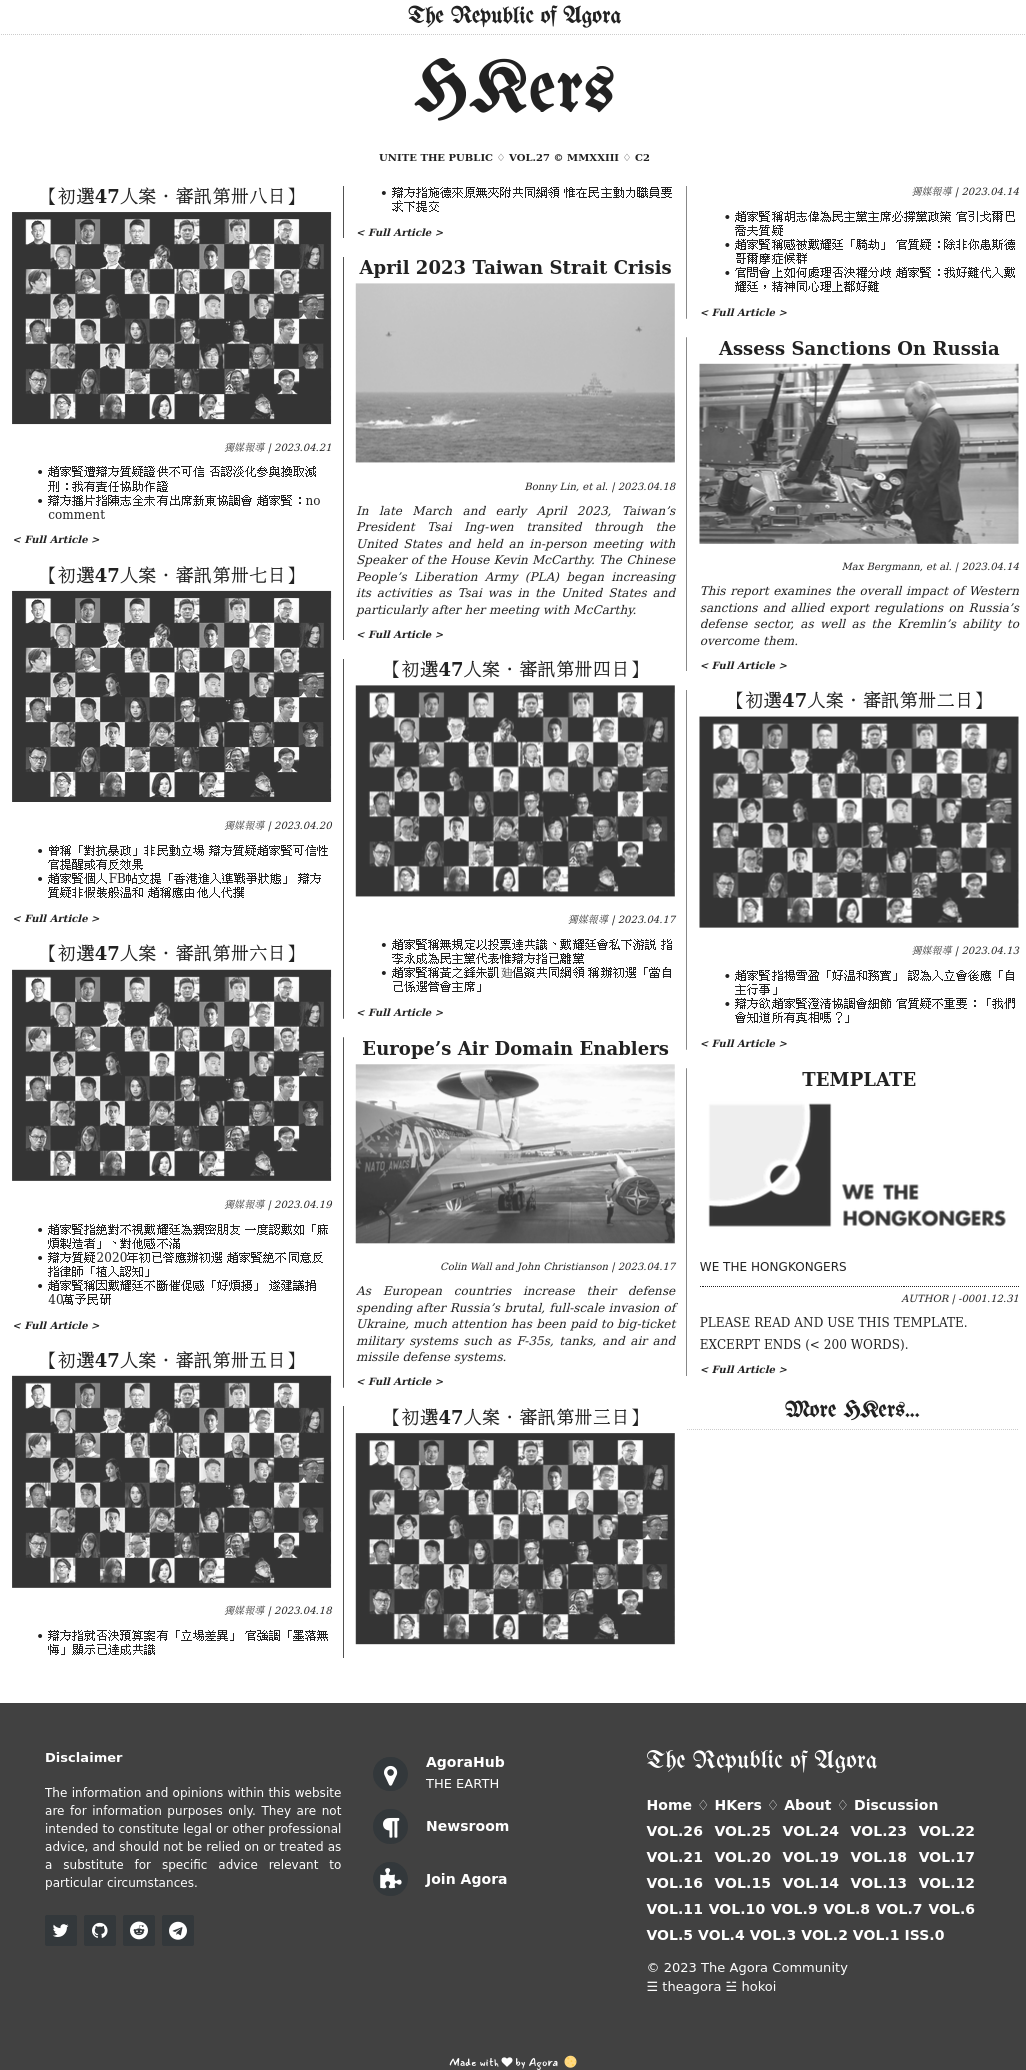 The Republic of Agora
HKers
UNITE THE PUBLIC ♢ VOL.27 © MMXXIII ♢ C2
【初選47人案・審訊第卅八日】
獨媒報導 | 2023.04.21
• 趙家賢遭辯方質疑證供不可信 否認淡化參與換取減
刑：我有責任協助作證
• 辯方播片指陳志全未有出席新東協調會 趙家賢：no
comment
< Full Article >
【初選47人案・審訊第卅七日】
獨媒報導 | 2023.04.20
• 曾稱「對抗暴政」非民動立場 辯方質疑趙家賢可信性
官提醒或有反效果
• 趙家賢個人FB帖文提「香港進入準戰爭狀態」 辯方
質疑非假裝般溫和 趙稱應由他人代撰
< Full Article >
【初選47人案・審訊第卅六日】
獨媒報導 | 2023.04.19
• 趙家賢指絕對不視戴耀廷為親密朋友 一度認戴如「麻
煩製造者」、對他感不滿
• 辯方質疑2020年初已答應辦初選 趙家賢絕不同意反
指律師「植入認知」
• 趙家賢稱因戴耀廷不斷催促感「好煩擾」 遂建議捐
40萬予民研
< Full Article >
【初選47人案・審訊第卅五日】
獨媒報導 | 2023.04.18
• 辯方指就否決預算案有「立場差異」 官強調「墨落無
悔」顯示已達成共識
• 辯方指施德來原無夾附共同綱領 惟在民主動力職員要
求下提交
< Full Article >
April 2023 Taiwan Strait Crisis
Bonny Lin, et al. | 2023.04.18
In late March and early April 2023, Taiwan’s
President Tsai Ing-wen transited through the
United States and held an in-person meeting with
Speaker of the House Kevin McCarthy. The Chinese
People’s Liberation Army (PLA) began increasing
its activities as Tsai was in the United States and
particularly after her meeting with McCarthy.
< Full Article >
【初選47人案・審訊第卅四日】
獨媒報導 | 2023.04.17
• 趙家賢稱無規定以投票達共識、戴耀廷會私下游説 指
李永成為民主黨代表惟辯方指已離黨
• 趙家賢稱黃之鋒朱凱廸倡簽共同綱領 稱辦初選「當自
己係選管會主席」
< Full Article >
Europe’s Air Domain Enablers
40
NATO AWACS
Colin Wall and John Christianson | 2023.04.17
As European countries increase their defense
spending after Russia’s brutal, full-scale invasion of
Ukraine, much attention has been paid to big-ticket
military systems such as F-35s, tanks, and air and
missile defense systems.
< Full Article >
【初選47人案・審訊第卅三日】
獨媒報導 | 2023.04.14
• 趙家賢稱胡志偉為民主黨主席必撐黨政策 官引戈爾巴
喬夫質疑
• 趙家賢稱感被戴耀廷「騎劫」 官質疑：除非你患斯德
哥爾摩症候群
• 官問會上如何處理否決權分歧 趙家賢：我好難代入戴
耀廷，精神同心理上都好難
< Full Article >
Assess Sanctions On Russia
Max Bergmann, et al. | 2023.04.14
This report examines the overall impact of Western
sanctions and allied export regulations on Russia’s
defense sector, as well as the Kremlin’s ability to
overcome them.
< Full Article >
【初選47人案・審訊第卅二日】
獨媒報導 | 2023.04.13
• 趙家賢指楊雪盈「好溫和務實」 認為入立會後應「自
主行事」
• 辯方欲趙家賢澄清協調會細節 官質疑不重要：「我們
會知道所有真相嗎？」
< Full Article >
TEMPLATE
WE THE
HONGKONGERS
WE THE HONGKONGERS
AUTHOR | -0001.12.31
PLEASE READ AND USE THIS TEMPLATE.
EXCERPT ENDS (< 200 WORDS).
< Full Article >
More HKers...
Disclaimer
The information and opinions within this website
are for information purposes only. They are not
intended to constitute legal or other professional
advice, and should not be relied on or treated as
a substitute for specific advice relevant to
particular circumstances.
AgoraHub
THE EARTH
Newsroom
Join Agora
The Republic of Agora
Home ♢ HKers ♢ About ♢ Discussion
VOL.26 VOL.25 VOL.24 VOL.23 VOL.22
VOL.21 VOL.20 VOL.19 VOL.18 VOL.17
VOL.16 VOL.15 VOL.14 VOL.13 VOL.12
VOL.11 VOL.10 VOL.9 VOL.8 VOL.7 VOL.6
VOL.5 VOL.4 VOL.3 VOL.2 VOL.1 ISS.0
© 2023 The Agora Community
☰ theagora ☱ hokoi
Made with ❤ by Agora